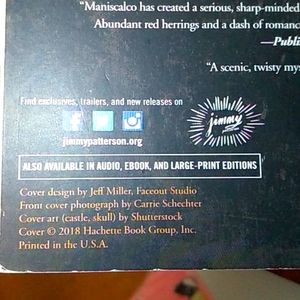 "Maniscalco has created a serious, sharp-minded
Abundant red herrings and a dash of romanc
—Publi
"A scenic, twisty mys
Find exclusives, trailers, and new releases on
jimmypatterson.org
jimmy
ALSO AVAILABLE IN AUDIO, EBOOK, AND LARGE-PRINT EDITIONS
Cover design by Jeff Miller, Faceout Studio
Front cover photograph by Carrie Schechter
Cover art (castle, skull) by Shutterstock
Cover © 2018 Hachette Book Group, Inc.
Printed in the U.S.A.